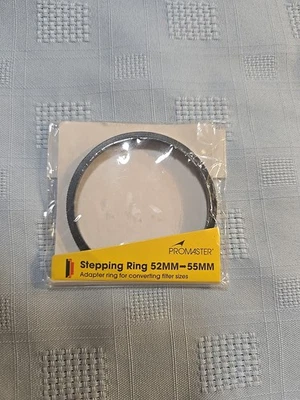 PROMASTER
Stepping Ring 52MM-55MM
Adapter ring for converting filter sizes